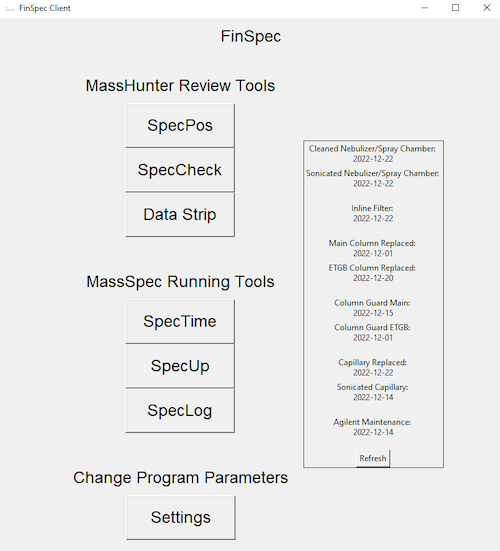 FinSpec Client
FinSpec
MassHunter Review Tools
SpecPos
SpecCheck
Data Strip
MassSpec Running Tools
SpecTime
SpecUp
SpecLog
Change Program Parameters
Settings
Cleaned Nebulizer/Spray Chamber:
2022-12-22
Sonicated Nebulizer/Spray Chamber:
2022-12-22
Inline Filter:
2022-12-22
Main Column Replaced:
2022-12-01
ETGB Column Replaced:
2022-12-20
Column Guard Main:
2022-12-15
Column Guard ETGB:
2022-12-01
Capillary Replaced:
2022-12-22
Sonicated Capillary:
2022-12-14
Agilent Maintenance:
2022-12-14
Refresh